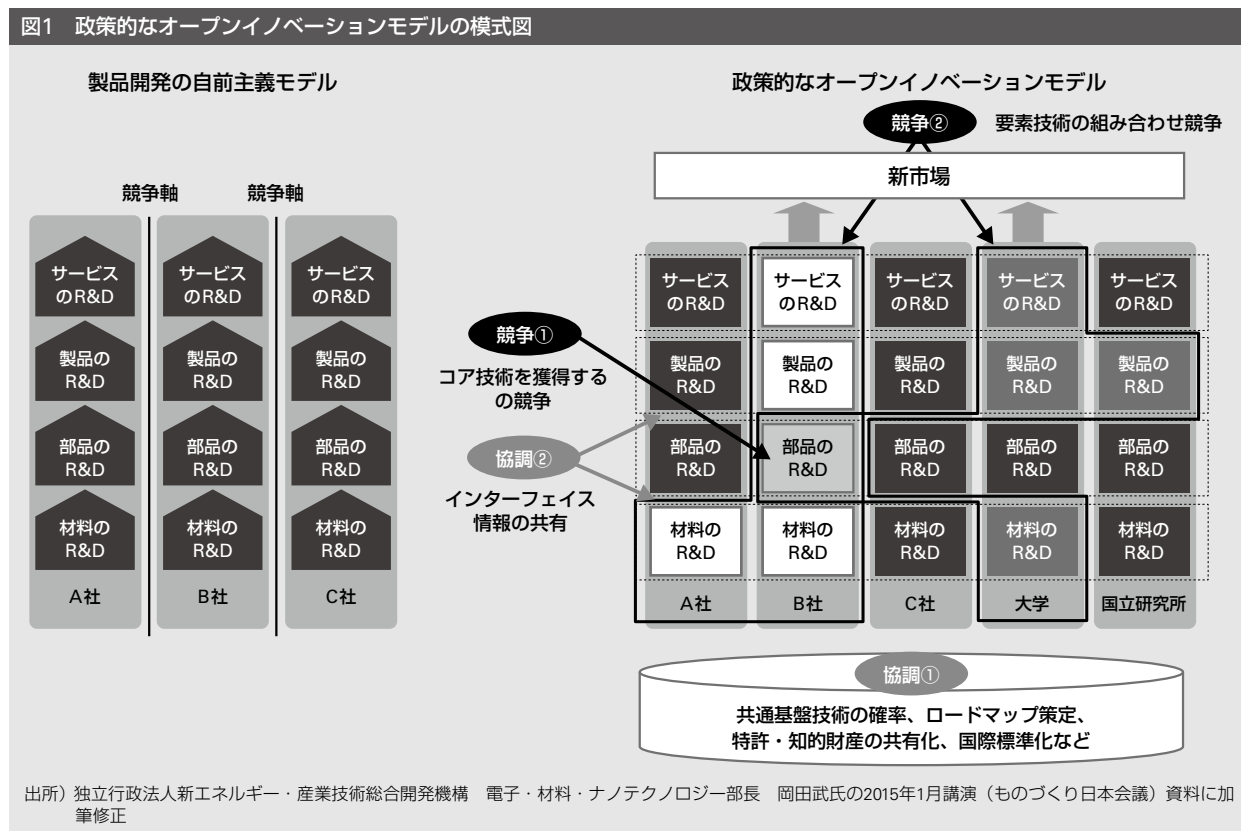 図1 政策的なオープンイノベーションモデルの模式図
製品開発の自前主義モデル
競争軸
競争軸
サービス
のR&D
サービス
のR&D
サービス
のR&D
製品の
R&D
製品の
R&D
製品の
R&D
部品の
R&D
部品の
R&D
部品の
R&D
材料の
R&D
材料の
R&D
材料の
R&D
A社
B社
C社
政策的なオープンイノベーションモデル
競争②
要素技術の組み合わせ競争
新市場
競争①
コア技術を獲得する
の競争
協調②
インターフェイス
情報の共有
サービス
のR&D
サービス
のR&D
サービス
のR&D
サービス
のR&D
サービス
のR&D
製品の
R&D
製品の
R&D
製品の
R&D
製品の
R&D
製品の
R&D
部品の
R&D
部品の
R&D
部品の
R&D
部品の
R&D
部品の
R&D
材料の
R&D
材料の
R&D
材料の
R&D
材料の
R&D
材料の
R&D
A社
B社
C社
大学
国立研究所
協調①
共通基盤技術の確率、ロードマップ策定、
特許・知的財産の共有化、国際標準化など
出所）独立行政法人新エネルギー・産業技術総合開発機構 電子・材料・ナノテクノロジー部長 岡田武氏の2015年1月講演（ものづくり日本会議）資料に加
筆修正